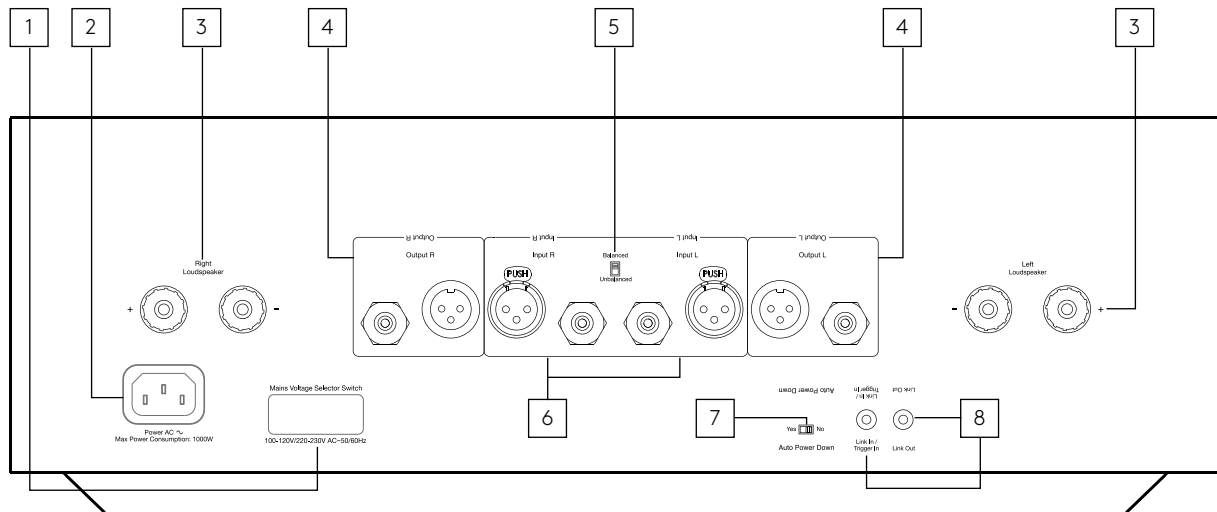 1
2
3
4
5
4
3
Output R
Input R
Input L
Output L
Right
Loudspeaker
Output R
Input R
Balanced
Unbalanced
Input L
Output L
Left
Loudspeaker
PUSH
PUSH
+
-
-
+
Power AC ~
Max Power Consumption: 1000W
Mains Voltage Selector Switch
100-120V/220-230V AC~50/60Hz
6
7
Auto Power Down
Link In /
Trigger In
Link Out
Yes
No
Auto Power Down
Link In /
Trigger In
Link Out
8